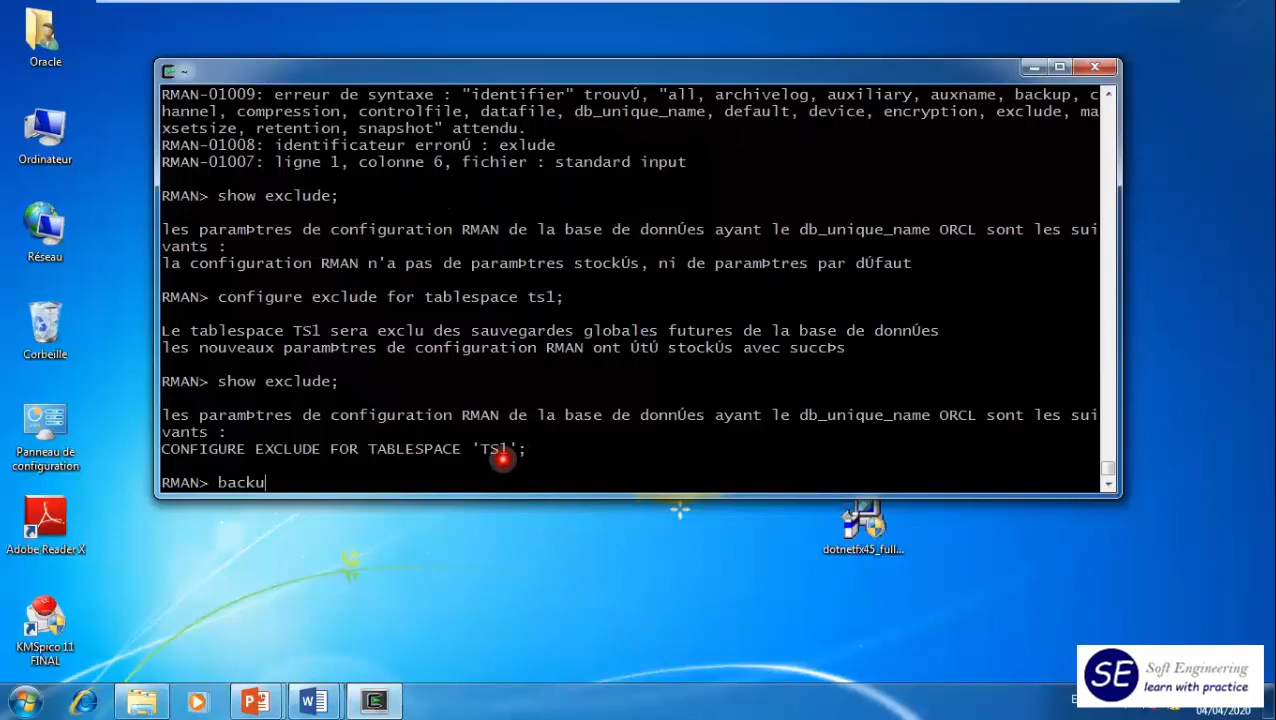 Oracle
Ordinateur
Réseau
Corbeille
Panneau de
configuration
Adobe Reader X
KMSpico 11
FINAL
~
RMAN-01009: erreur de syntaxe : "identifier" trouvÚ, "all, archivelog, auxiliary, auxname, backup, c
hannel, compression, controlfile, datafile, db_unique_name, default, device, encryption, exclude, ma
xsetsize, retention, snapshot" attendu.
RMAN-01008: identificateur erronÚ : exlude
RMAN-01007: ligne 1, colonne 6, fichier : standard input
RMAN> show exclude;
les paramÞtres de configuration RMAN de la base de donnÚes ayant le db_unique_name ORCL sont les sui
vants :
la configuration RMAN n'a pas de paramÞtres stockÚs, ni de paramÞtres par dÚfaut
RMAN> configure exclude for tablespace ts1;
Le tablespace TS1 sera exclu des sauvegardes globales futures de la base de donnÚes
les nouveaux paramÞtres de configuration RMAN ont ÚtÚ stockÚs avec succÞs
RMAN> show exclude;
les paramÞtres de configuration RMAN de la base de donnÚes ayant le db_unique_name ORCL sont les sui
vants :
CONFIGURE EXCLUDE FOR TABLESPACE 'TS1';
RMAN> backu
dotnetfx45_full...
SE
Soft Engineering
learn with practice
04/04/2020